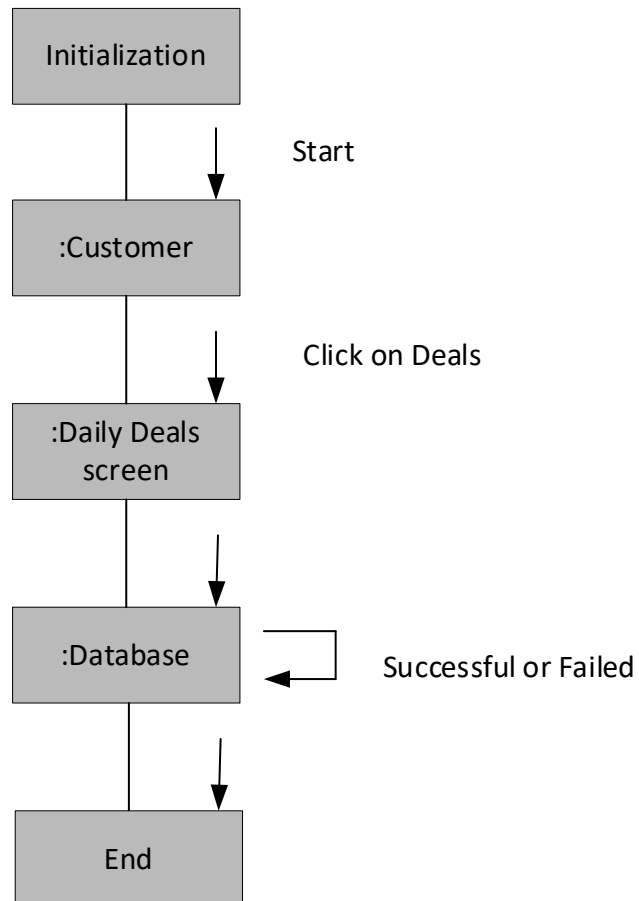 Initialization
Start
:Customer
Click on Deals
:Daily Deals
screen
:Database
Successful or Failed
End